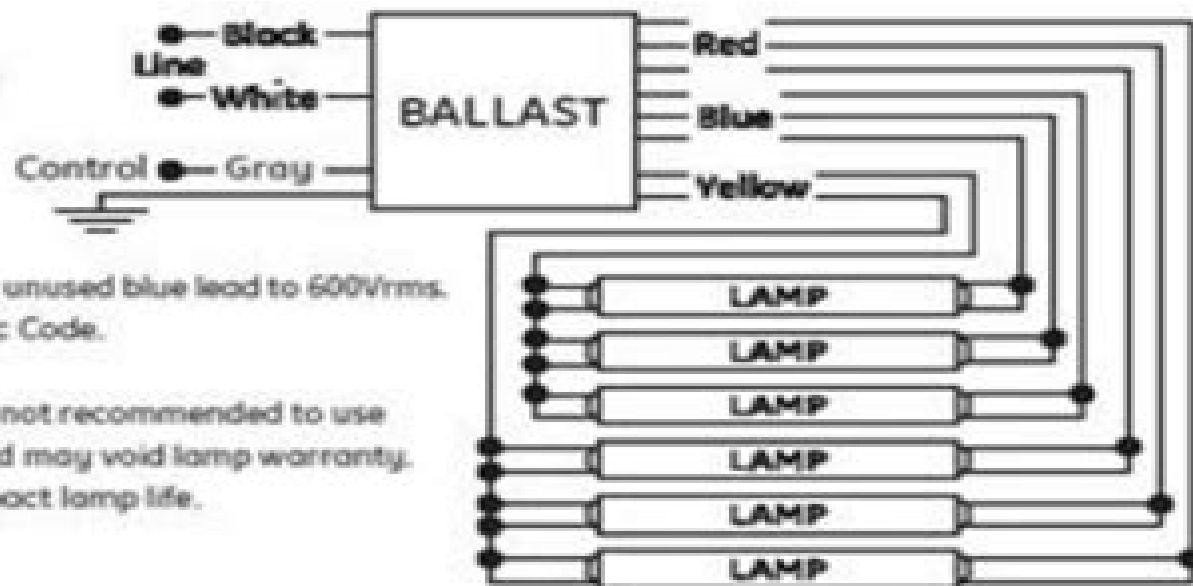 Black
Line
White
Control
Gray
BALLAST
Red
Blue
Yellow
unused blue lead to 600Vrms.
Code.
not recommended to use
may void lamp warranty.
lamp life.
LAMP
LAMP
LAMP
LAMP
LAMP
LAMP